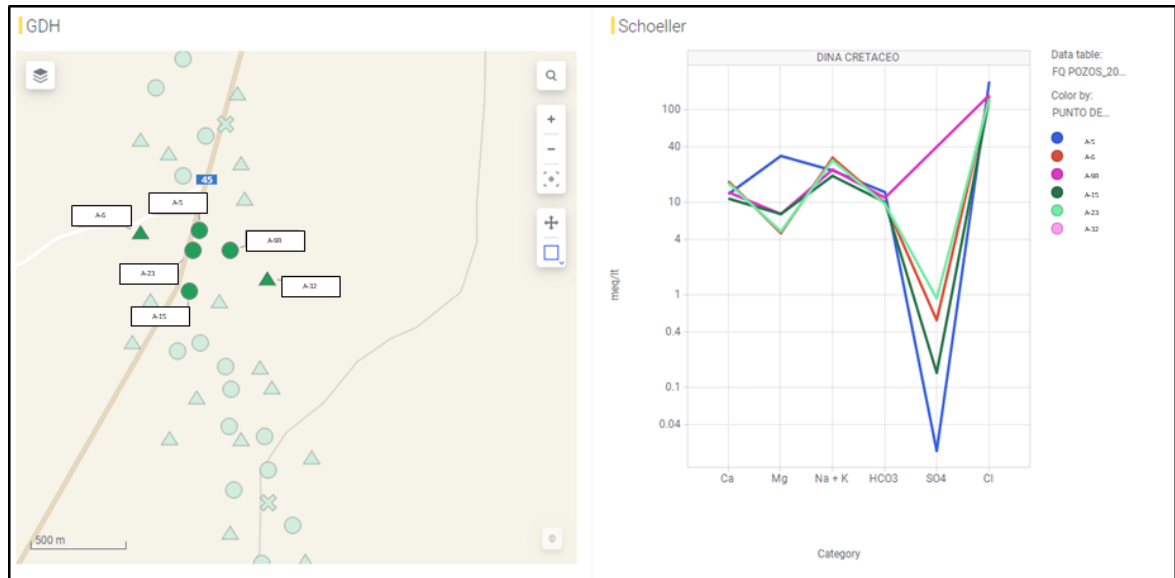 GDH
45
A-5
A-6
A-9R
A-23
A-32
A-15
500 m
©
Schoeller
DINA CRETACEO
meq/lt
100
40
10
4
1
0.4
0.1
0.04
Ca Mg Na + K HCO3 SO4 Cl
Category
Data table:
FQ POZOS_20...
Color by:
PUNTO DE...
A-5
A-6
A-9R
A-15
A-23
A-32